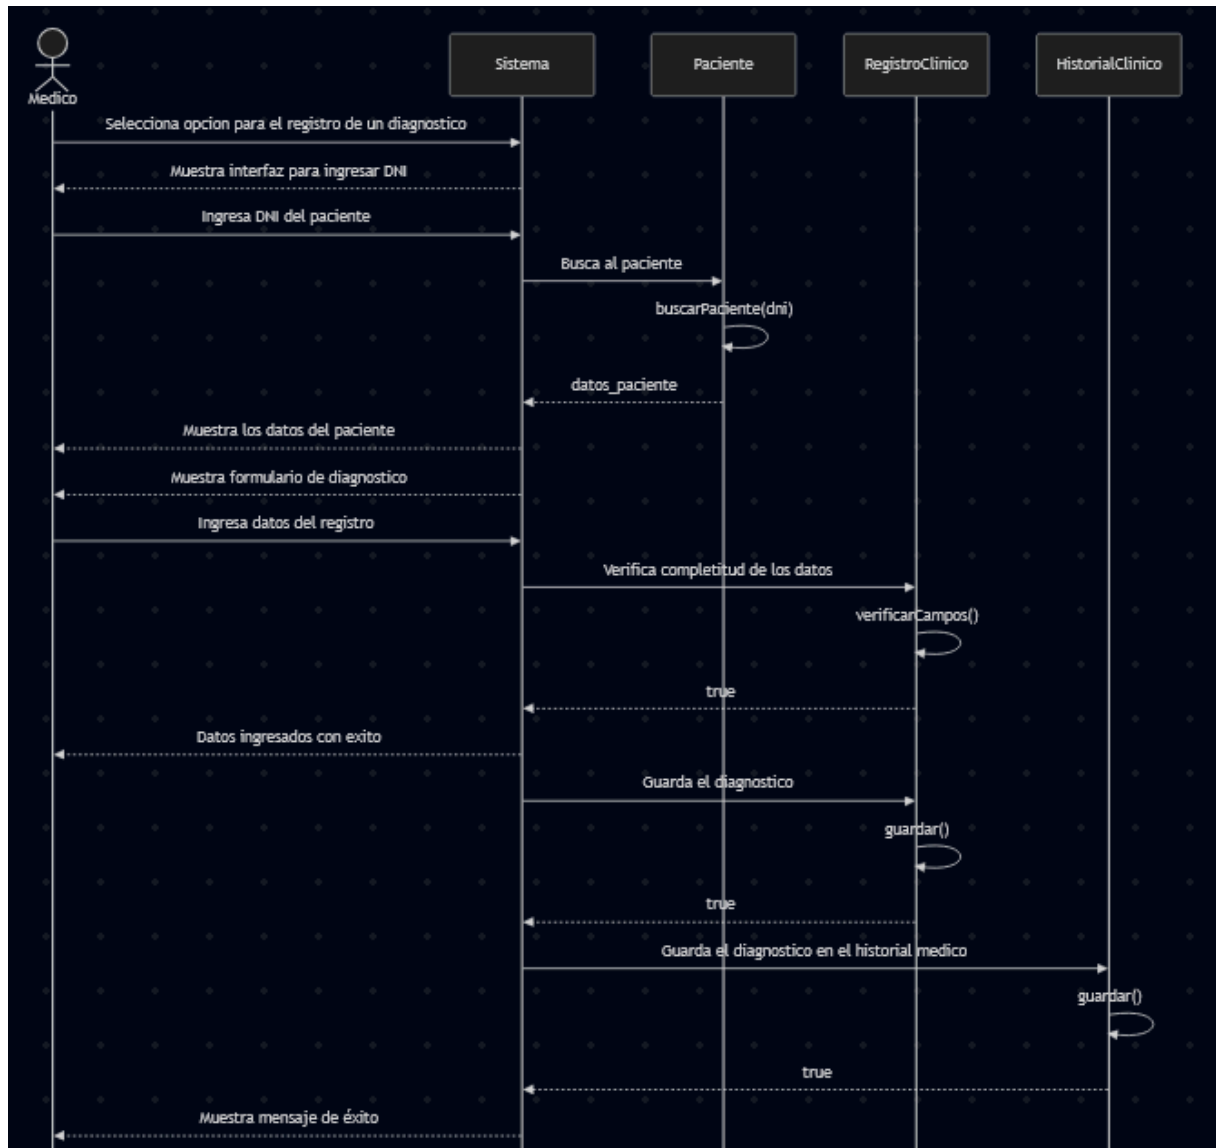 Medico
Sistema
Paciente
RegistroClinico
HistorialClinico
Selecciona opcion para el registro de un diagnostico
Muestra interfaz para ingresar DNI
Ingresa DNI del paciente
Busca al paciente
buscarPaciente(dni)
datos_paciente
Muestra los datos del paciente
Muestra formulario de diagnostico
Ingresa datos del registro
Verifica completitud de los datos
verificarCampos()
true
Datos ingresados con exito
Guarda el diagnostico
guardar()
true
Guarda el diagnostico en el historial medico
guardar()
true
Muestra mensaje de éxito